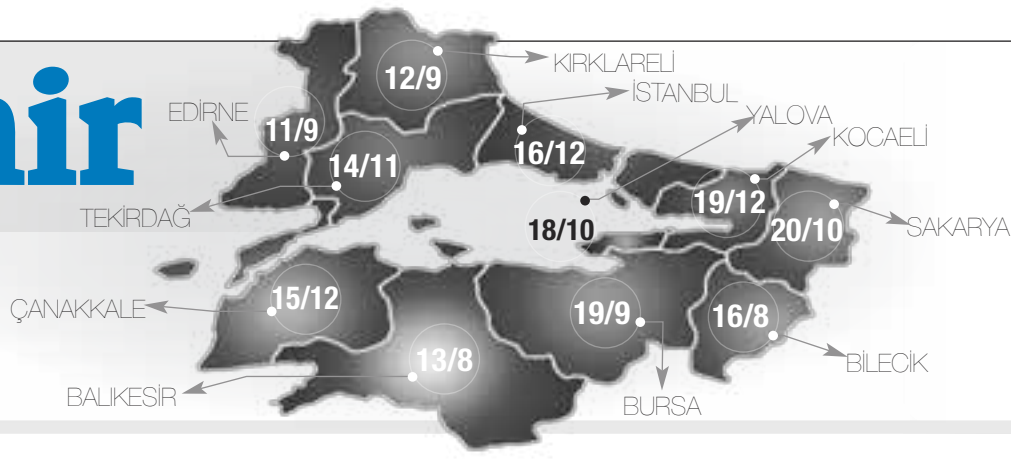 KIRKLARELİ
12/9
İSTANBUL
EDİRNE
YALOVA
11/9
KOCAELİ
14/11
16/12
19/12
TEKİRDAĞ
18/10
20/10
SAKARYA
15/12
ÇANAKKALE
19/9
16/8
13/8
BİLECİK
BALIKESİR
BURSA